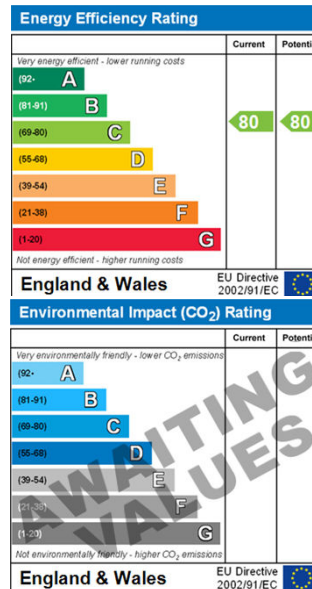 Energy Efficiency Rating
Current Potenti
Very energy efficient - lower running costs
(92- A
(81-91) B
(69-80) C
80 80
(55-68) D
(39-54) E
(21-38) F
(1-20) G
Not energy efficient - higher running costs
England & Wales
EU Directive
2002/91/EC
Environmental Impact (CO₂) Rating
Current Potenti
Very environmentally friendly - lower CO₂ emissions
(92- A
(81-91) B
(69-80) C
(55-68) D
(39-54) E
(21-38) F
(1-20) G
AWAITING
VALUES
Not environmentally friendly - higher CO₂ emissions
England & Wales
EU Directive
2002/91/EC